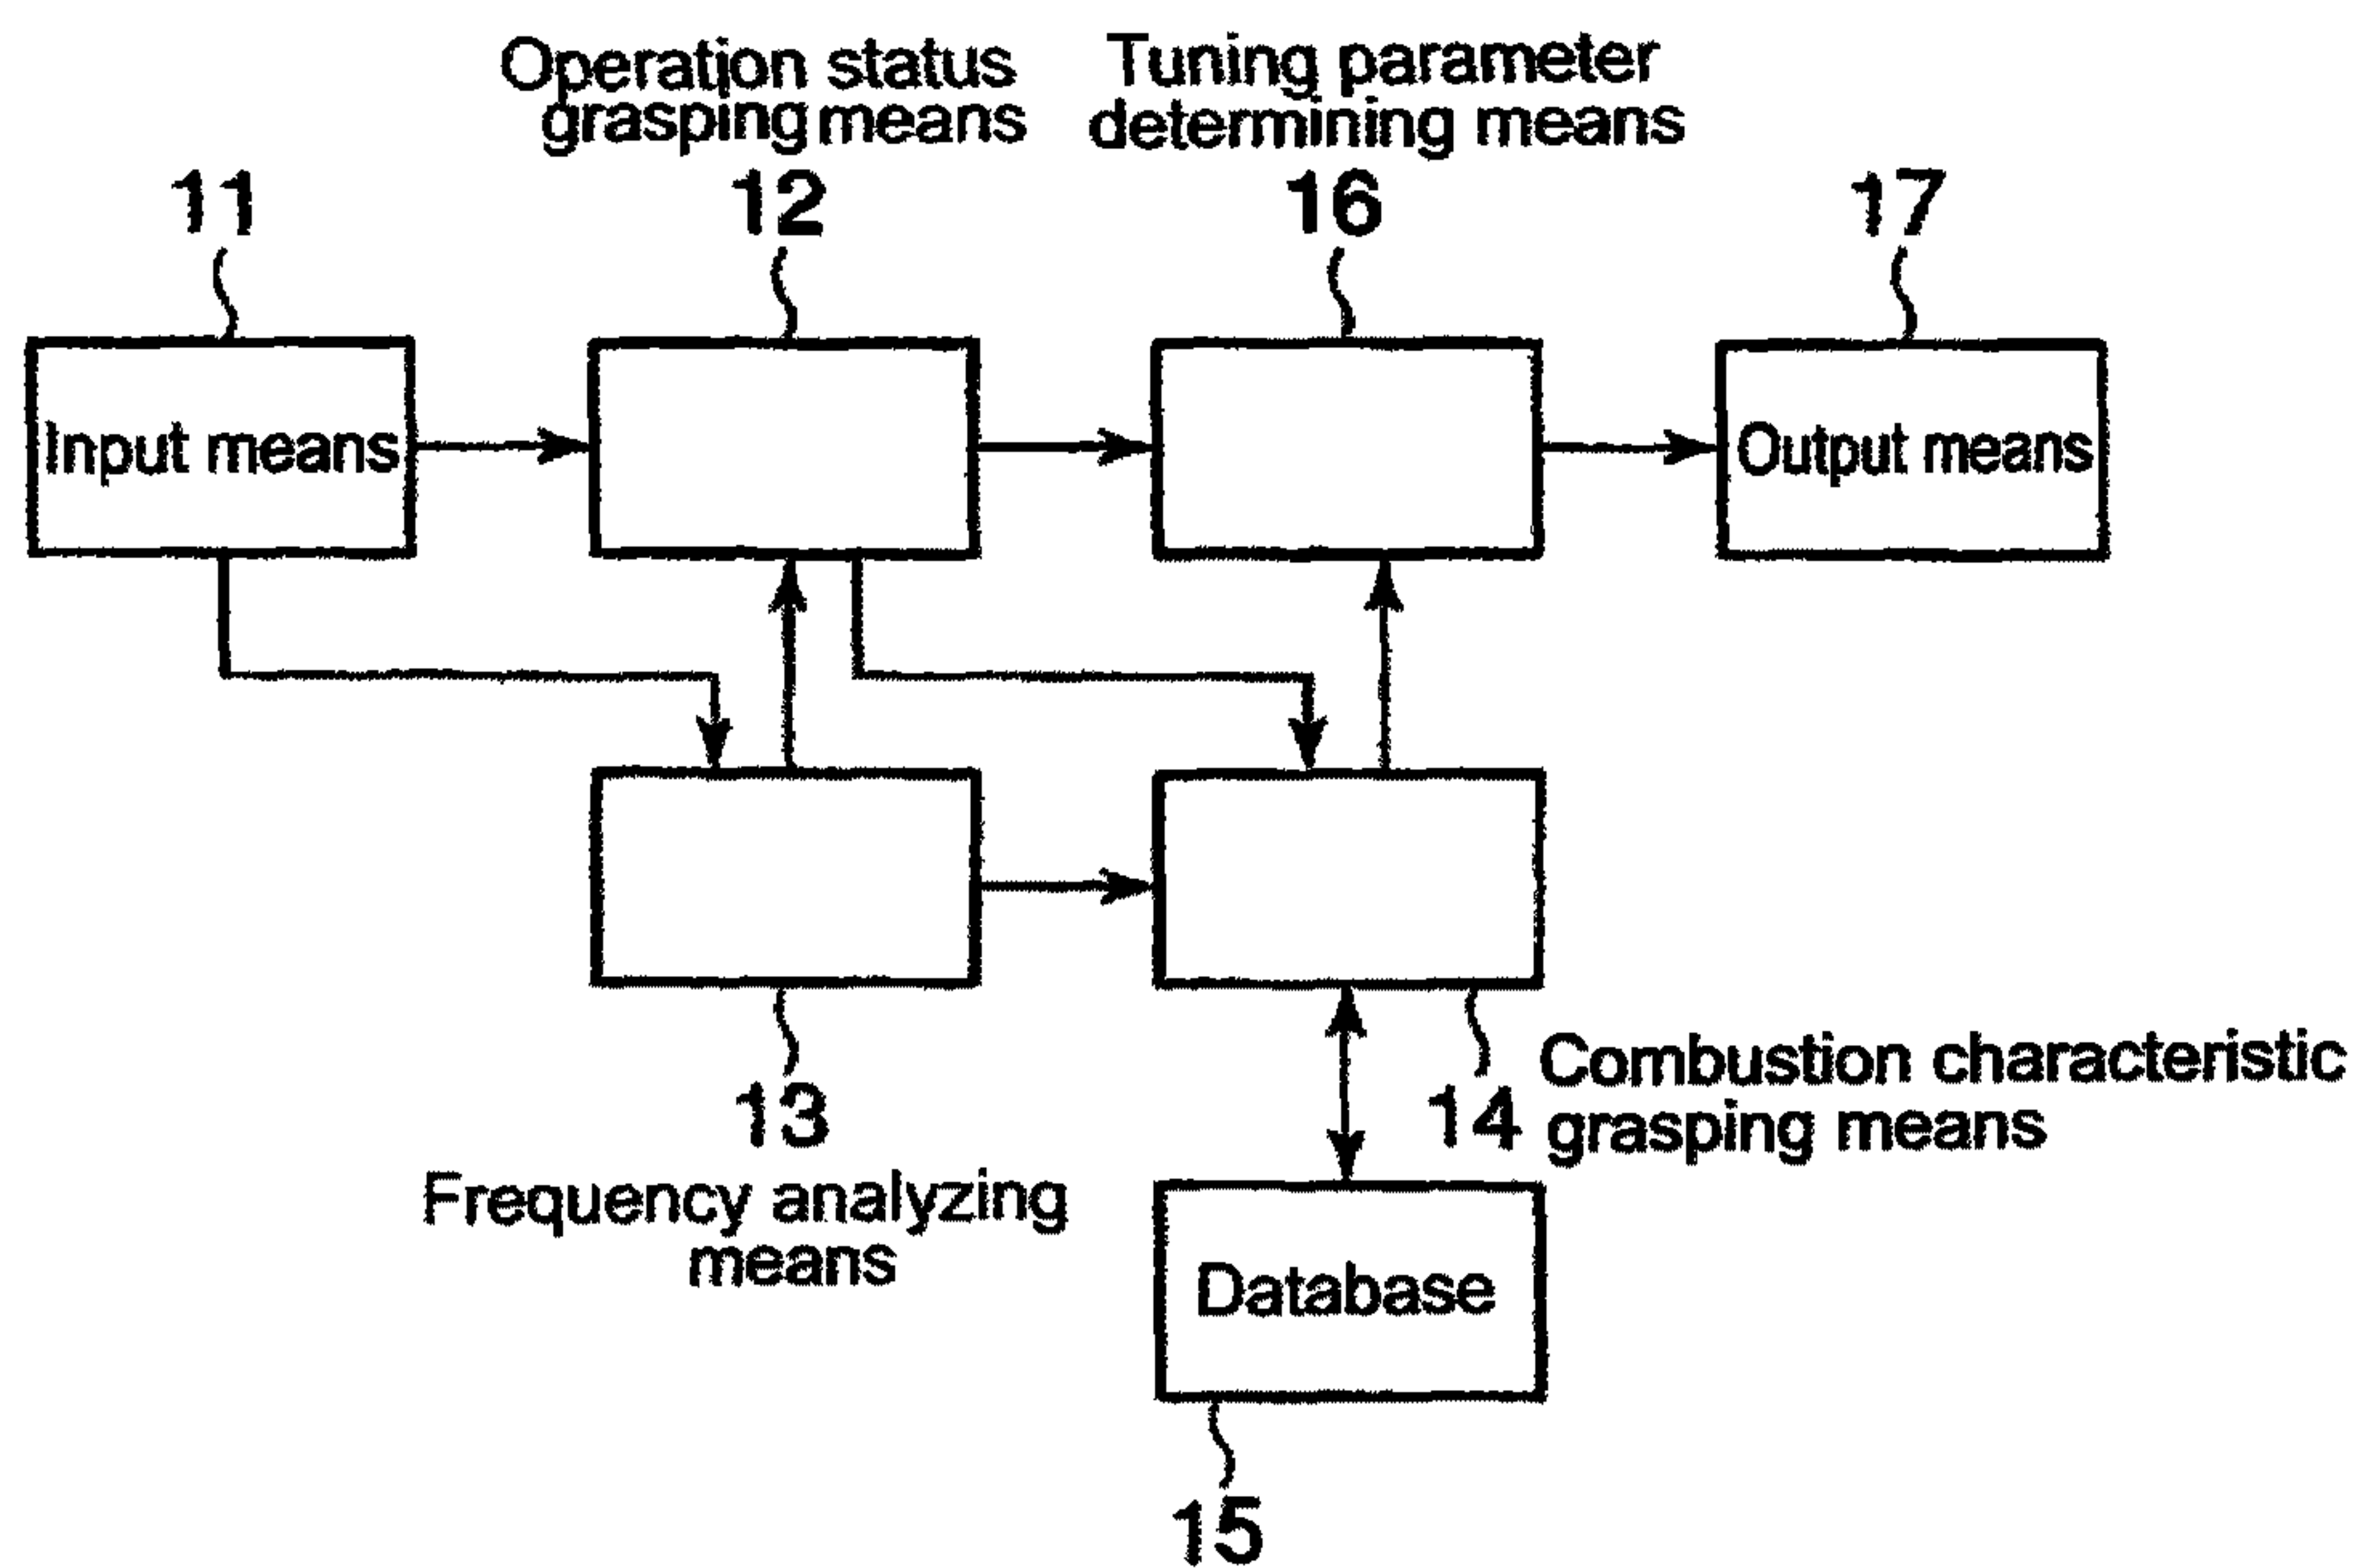 Operation status
grasping means
Tuning parameter
determining means
11
12
16
17
Input means
Output means
13
Frequency analyzing
means
14
Combustion characteristic
grasping means
Database
15